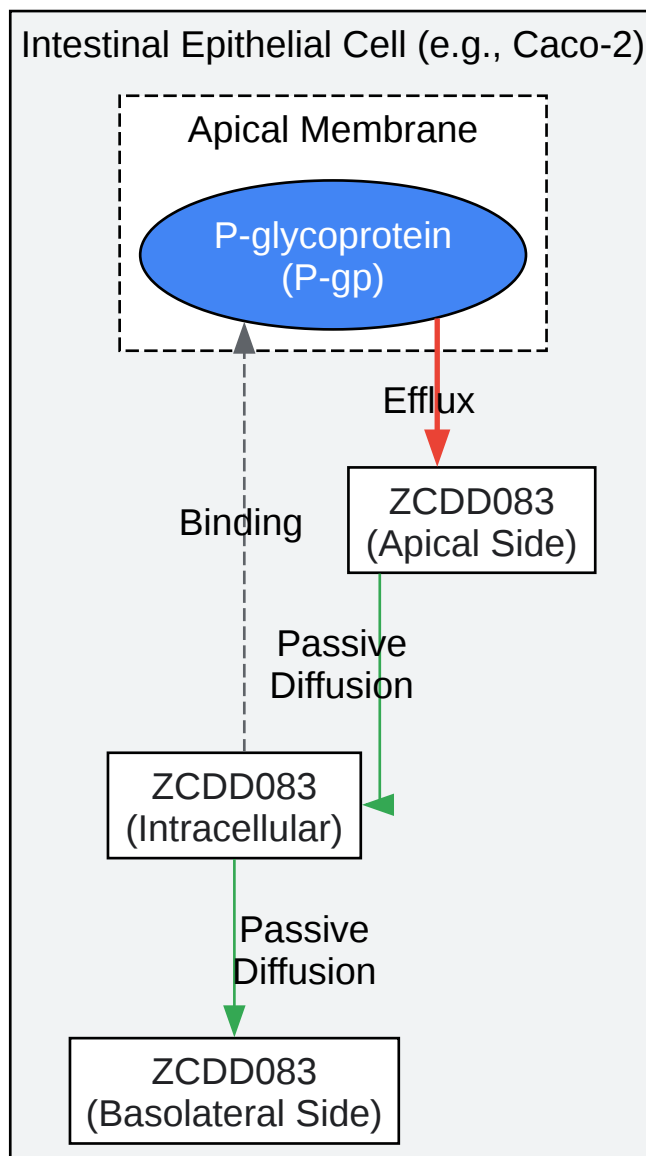 Intestinal Epithelial Cell (e.g., Caco-2)
Apical Membrane
P-glycoprotein
(P-gp)
Efflux
ZCDD083
(Apical Side)
Binding
Passive
Diffusion
ZCDD083
(Intracellular)
Passive
Diffusion
ZCDD083
(Basolateral Side)